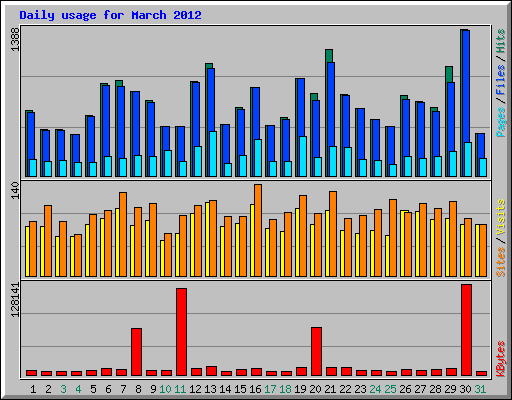 Daily usage for March 2012
1388
Pages / Files / Hits
140
Sites / Visits
128141
KBytes
1 2 3 4 5 6 7 8 9 10 11 12 13 14 15 16 17 18 19 20 21 22 23 24 25 26 27 28 29 30 31